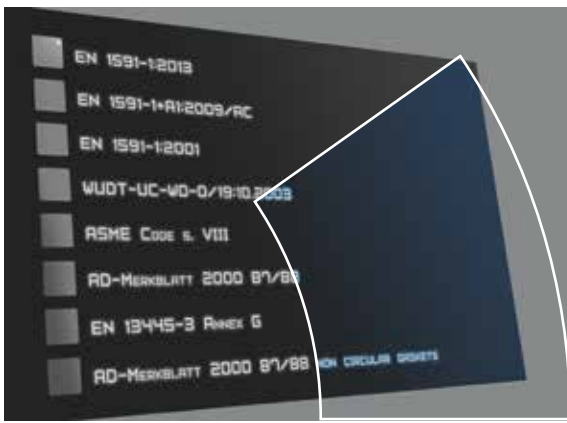 EN 1591-1:2013
EN 1591-1+A1:2009/AC
EN 1591-1:2001
WUDT-UC-WO-O/19:10.2003
ASME CODE S. VIII
AD-MERKBLATT 2000 B7/B8
EN 13445-3 ANNEX G
AD-MERKBLATT 2000 B7/B8 NON CIRCULAR GASKETS